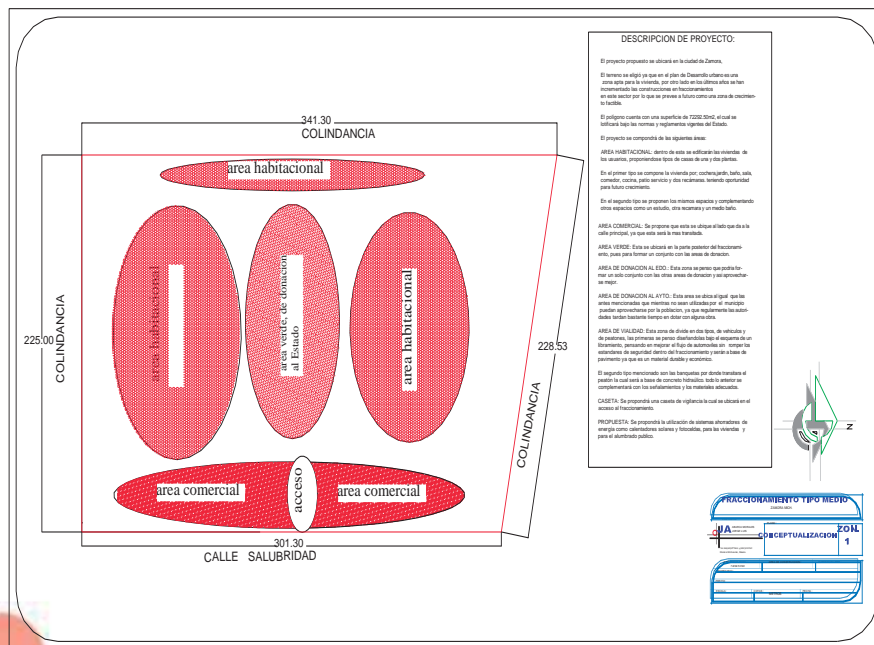 341.30
COLINDANCIA
area habitacional
COLINDANCIA
225.00
area habitacional
area verde, de donacion
al Estado
area habitacional
228.53
COLINDANCIA
area comercial
acceso
area comercial
301.30
CALLE SALUBRIDAD
DESCRIPCION DE PROYECTO:
El proyecto propuesto se ubicará en la ciudad de Zamora,
El terreno se eligió ya que en el plan de Desarrollo urbano es una
zona apta para la vivienda, por otro lado en los últimos años se han
incrementado las construcciones en fraccionamientos
en este sector por lo que se prevee a futuro como una zona de crecimien-
to factible.
El polígono cuenta con una superficie de 72292.50m2, el cual se
lotificará bajo las normas y reglamentos vigentes del Estado.
El proyecto se compondrá de las siguientes áreas:
AREA HABITACIONAL: dentro de esta se edificarán las viviendas de
los usuarios, proponiendose tipos de casas de una y dos plantas.
En el primer tipo se compone la vivienda por; cochera, jardin, baño, sala,
comedor, cocina, patio servicio y dos recámaras. teniendo oportunidad
para futuro crecimiento.
En el segundo tipo se proponen los mismos espacios y complementando
otros espacios como un estudio, otra recamara y un medio baño.
AREA COMERCIAL: Se propone que esta se ubique al lado que da a la
calle principal, ya que esta será la mas transitada.
AREA VERDE: Esta se ubicará en la parte posterior del fraccionami-
ento, pues para formar un conjunto con las areas de donacion.
AREA DE DONACIÓN AL EDO.: Esta zona se penso que podria for-
mar un solo conjunto con las otras areas de donacion y asi aprovechar-
se mejor.
AREA DE DONACION AL AYTO.: Esta area se ubica al igual que las
antes mencionadas que mientras no sean utilizadas por el municipio
puedan aprovecharse por la poblacion, ya que regularmente las autori-
dades tardan bastante tiempo en dotar con alguna obra.
AREA DE VIALIDAD: Esta zona de divide en dos tipos, de vehiculos y
de peatones, las primeras se penso diseñandolas bajo el esquema de un
libramiento, pensando en mejorar el flujo de automoviles sin romper los
estandares de seguridad dentro del fraccionamiento y serán a base de
pavimento ya que es un material durable y económico.
El segundo tipo mencionado son las banquetas por donde transitara el
peatón la cual será a base de concreto hidraúlico. todo lo anterior se
complementará con los señalamientos y los materiales adecuados.
CASETA: Se propondrá una caseta de vigilancia la cual se ubicará en el
acceso al fraccionamiento.
PROPUESTA: Se propondrá la utilización de sistemas ahorradores de
energía como calentadores solares y fotoceldas, para las viviendas y
para el alumbrado publico.
N
FRACCIONAMIENTO TIPO MEDIO
UA
CONCEPTUALIZACION
ZON.
1